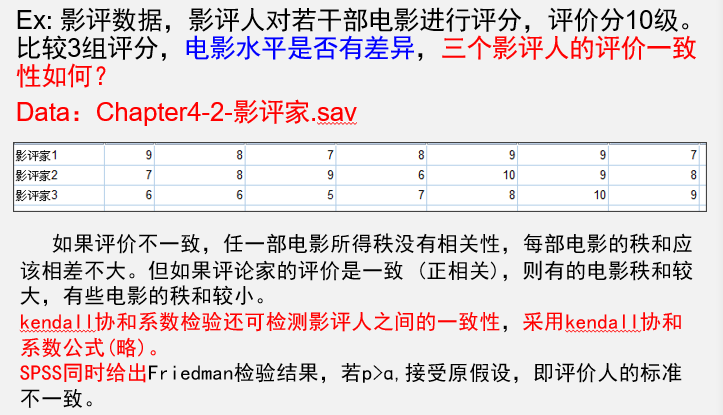 Ex: 影评数据，影评人对若干部电影进行评分，评价分10级。
比较3组评分，电影水平是否有差异，三个影评人的评价一致
性如何？
Data：Chapter4-2-影评家.sav
影评家1 9 8 7 8 9 9 7
影评家2 7 8 9 6 10 9 8
影评家3 6 6 5 7 8 10 9
如果评价不一致，任一部电影所得秩没有相关性，每部电影的秩和应
该相差不大。但如果评论家的评价是一致（正相关），则有的电影秩和较
大，有些电影的秩和较小。
kendall协和系数检验还可检测影评人之间的一致性，采用kendall协和
系数公式(略)。
SPSS同时给出Friedman检验结果，若p>α,接受原假设，即评价人的标准
不一致。